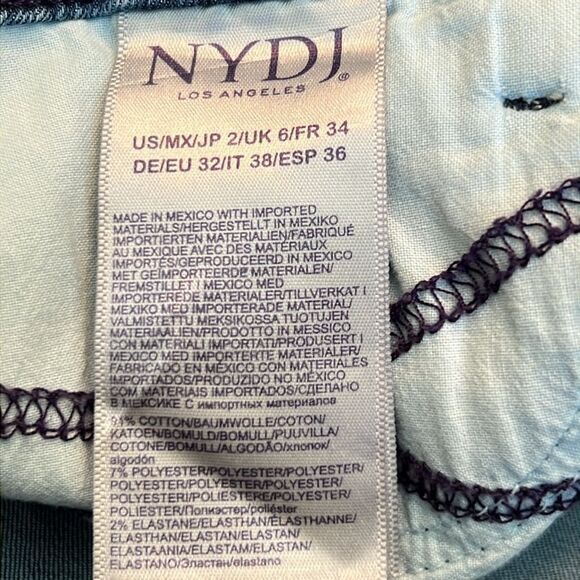 NYDJ®
LOS ANGELES
US/MX/JP 2/UK 6/FR 34
DE/EU 32/IT 38/ESP 36
MADE IN MEXICO WITH IMPORTED
MATERIALS/HERGESTELLT IN MEXIKO
IMPORTIERTEN MATERIALIEN/FABRIQUÉ
AU MEXIQUE AVEC DES MATÉRIAUX
IMPORTÉS/GEPRODUCEERD IN MEXICO
MET GEÏMPORTEERDE MATERIALEN/
FREMSTILLET I MEXICO MED
IMPORTEREDE MATERIALER/TILLVERKAT I
MEXIKO MED IMPORTERADE MATERIAL/
VALMISTETTU MEKSIKOSSA TUOTUJEN
MATERIAALIEN/PRODOTTO IN MESSICO
CON MATERIALI IMPORTATI/PRODUSERT I
MEXICO MED IMPORTERTE MATERIALER/
FABRICADO EN MÉXICO CON MATERIALES
IMPORTADOS/PRODUZIDO NO MÉXICO
COM MATERIAIS IMPORTADOS/СДЕЛАНО
В МЕКСИКЕ С импортных материалов
91% COTTON/BAUMWOLLE/COTON/
KATOEN/BOMULD/BOMULL/PUUVILLA/
COTONE/BOMULL/ALGODÃO/хлопок/
algodón
7% POLYESTER/POLYESTER/POLYESTER/
POLYESTER/POLYESTER/POLYESTER/
POLYESTERI/POLIESTERE/POLYESTER/
POLIÉSTER/Полиэстер/poliéster
2% ELASTANE/ELASTHAN/ÉLASTHANNE/
ELASTHAN/ELASTAN/ELASTAN/
ELASTAANIA/ELASTAM/ELASTAN/
ELASTANO/Эластан/elastano